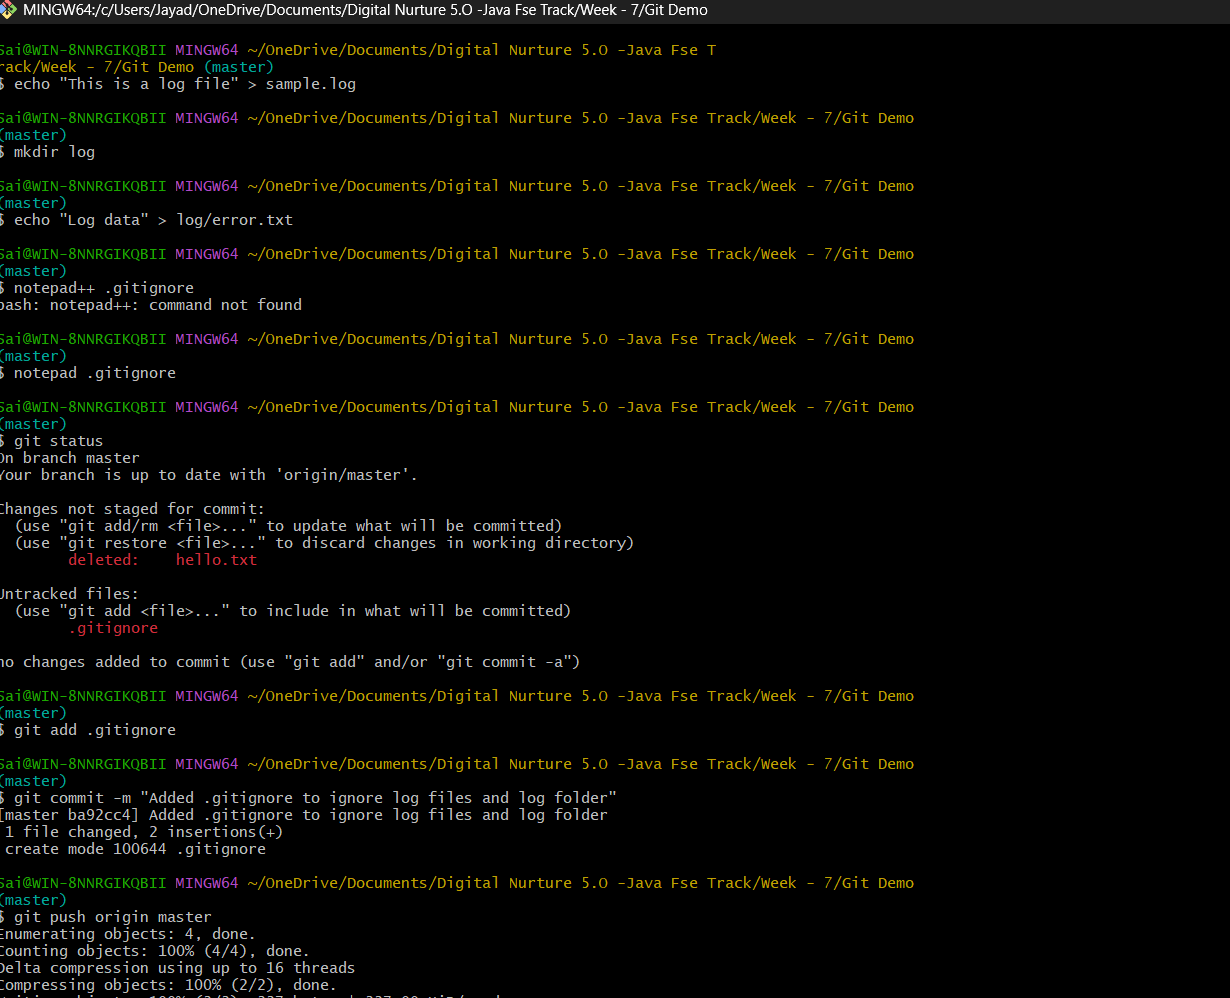 MINGW64:/c/Users/Jayad/OneDrive/Documents/Digital Nurture 5.O -Java Fse Track/Week - 7/Git Demo
Sai@WIN-8NNRGIKQBII MINGW64 ~/OneDrive/Documents/Digital Nurture 5.O -Java Fse T
rack/Week - 7/Git Demo (master)
$ echo "This is a log file" > sample.log
Sai@WIN-8NNRGIKQBII MINGW64 ~/OneDrive/Documents/Digital Nurture 5.O -Java Fse Track/Week - 7/Git Demo
(master)
$ mkdir log
Sai@WIN-8NNRGIKQBII MINGW64 ~/OneDrive/Documents/Digital Nurture 5.O -Java Fse Track/Week - 7/Git Demo
(master)
$ echo "Log data" > log/error.txt
Sai@WIN-8NNRGIKQBII MINGW64 ~/OneDrive/Documents/Digital Nurture 5.O -Java Fse Track/Week - 7/Git Demo
(master)
$ notepad++ .gitignore
bash: notepad++: command not found
Sai@WIN-8NNRGIKQBII MINGW64 ~/OneDrive/Documents/Digital Nurture 5.O -Java Fse Track/Week - 7/Git Demo
(master)
$ notepad .gitignore
Sai@WIN-8NNRGIKQBII MINGW64 ~/OneDrive/Documents/Digital Nurture 5.O -Java Fse Track/Week - 7/Git Demo
(master)
$ git status
On branch master
Your branch is up to date with 'origin/master'.
Changes not staged for commit:
(use "git add/rm <file>..." to update what will be committed)
(use "git restore <file>..." to discard changes in working directory)
deleted: hello.txt
Untracked files:
(use "git add <file>..." to include in what will be committed)
.gitignore
no changes added to commit (use "git add" and/or "git commit -a")
Sai@WIN-8NNRGIKQBII MINGW64 ~/OneDrive/Documents/Digital Nurture 5.O -Java Fse Track/Week - 7/Git Demo
(master)
$ git add .gitignore
Sai@WIN-8NNRGIKQBII MINGW64 ~/OneDrive/Documents/Digital Nurture 5.O -Java Fse Track/Week - 7/Git Demo
(master)
$ git commit -m "Added .gitignore to ignore log files and log folder"
[master ba92cc4] Added .gitignore to ignore log files and log folder
1 file changed, 2 insertions(+)
create mode 100644 .gitignore
Sai@WIN-8NNRGIKQBII MINGW64 ~/OneDrive/Documents/Digital Nurture 5.O -Java Fse Track/Week - 7/Git Demo
(master)
$ git push origin master
Enumerating objects: 4, done.
Counting objects: 100% (4/4), done.
Delta compression using up to 16 threads
Compressing objects: 100% (2/2), done.